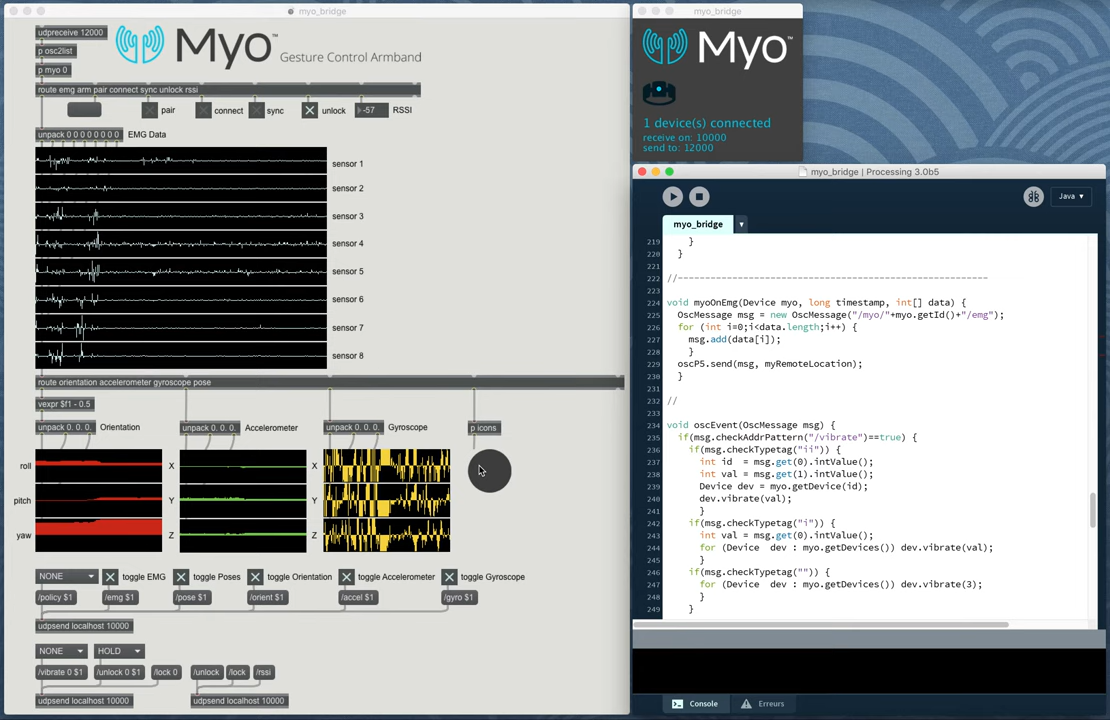 myo_bridge
udpreceive 12000
p osc2list
p myo 0
Myo™
Gesture Control Armband
route emg arm pair connect sync unlock rssi
pair
connect
sync
unlock
-57
RSSI
unpack 0 0 0 0 0 0 0 0
EMG Data
sensor 1
sensor 2
sensor 3
sensor 4
sensor 5
sensor 6
sensor 7
sensor 8
route orientation accelerometer gyroscope pose
vexpr $f1 - 0.5
unpack 0. 0. 0.
Orientation
unpack 0. 0. 0.
Accelerometer
unpack 0. 0. 0.
Gyroscope
p icons
roll
pitch
yaw
X
Y
Z
X
Y
Z
NONE
toggle EMG
toggle Poses
toggle Orientation
toggle Accelerometer
toggle Gyroscope
/policy $1
/emg $1
/pose $1
/orient $1
/accel $1
/gyro $1
udpsend localhost 10000
NONE
HOLD
/vibrate 0 $1
/unlock 0 $1
/lock 0
/unlock
/lock
/rssi
udpsend localhost 10000
udpsend localhost 10000
myo_bridge
Myo™
1 device(s) connected
receive on: 10000
send to: 12000
myo_bridge | Processing 3.0b5
Java ▾
myo_bridge
219 }
220 }
221
222 //------------------------------------------------------
223
224 void myoOnEmg(Device myo, long timestamp, int[] data) {
225 OscMessage msg = new OscMessage("/myo/"+myo.getId()+"/emg");
226 for (int i=0;i<data.length;i++) {
227 msg.add(data[i]);
228 }
229 oscP5.send(msg, myRemoteLocation);
230 }
231
232 //
233
234 void oscEvent(OscMessage msg) {
235 if(msg.checkAddrPattern("/vibrate")==true) {
236 if(msg.checkTypetag("ii")) {
237 int id = msg.get(0).intValue();
238 int val = msg.get(1).intValue();
239 Device dev = myo.getDevice(id);
240 dev.vibrate(val);
241 }
242 if(msg.checkTypetag("i")) {
243 int val = msg.get(0).intValue();
244 for (Device dev : myo.getDevices()) dev.vibrate(val);
245 }
246 if(msg.checkTypetag("")) {
247 for (Device dev : myo.getDevices()) dev.vibrate(3);
248 }
249 }
Console
Erreurs